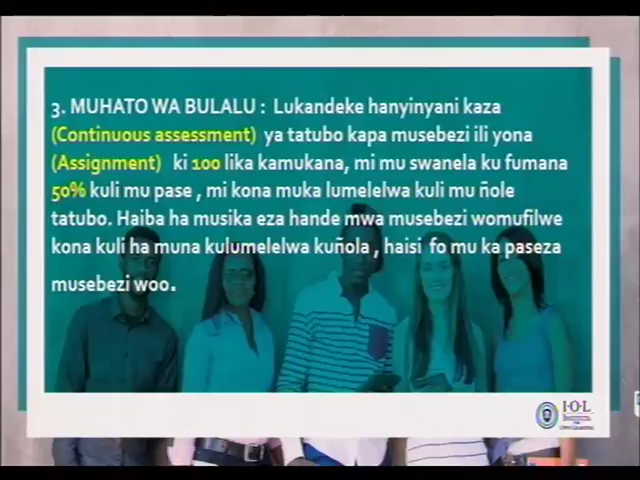 3. MUHATO WA BULALU : Lukandeke hanyinyani kaza
(Continuous assessment) ya tatubo kapa musebezi ili yona
(Assignment) ki 100 lika kamukana, mi mu swanela ku fumana
50% kuli mu pase , mi kona muka lumelelwa kuli mu ñole
tatubo. Haiba ha musika eza hande mwa musebezi womufilwe
kona kuli ha muna kulumelelwa kuñola , haisi fo mu ka paseza
musebezi woo.
I·O·L